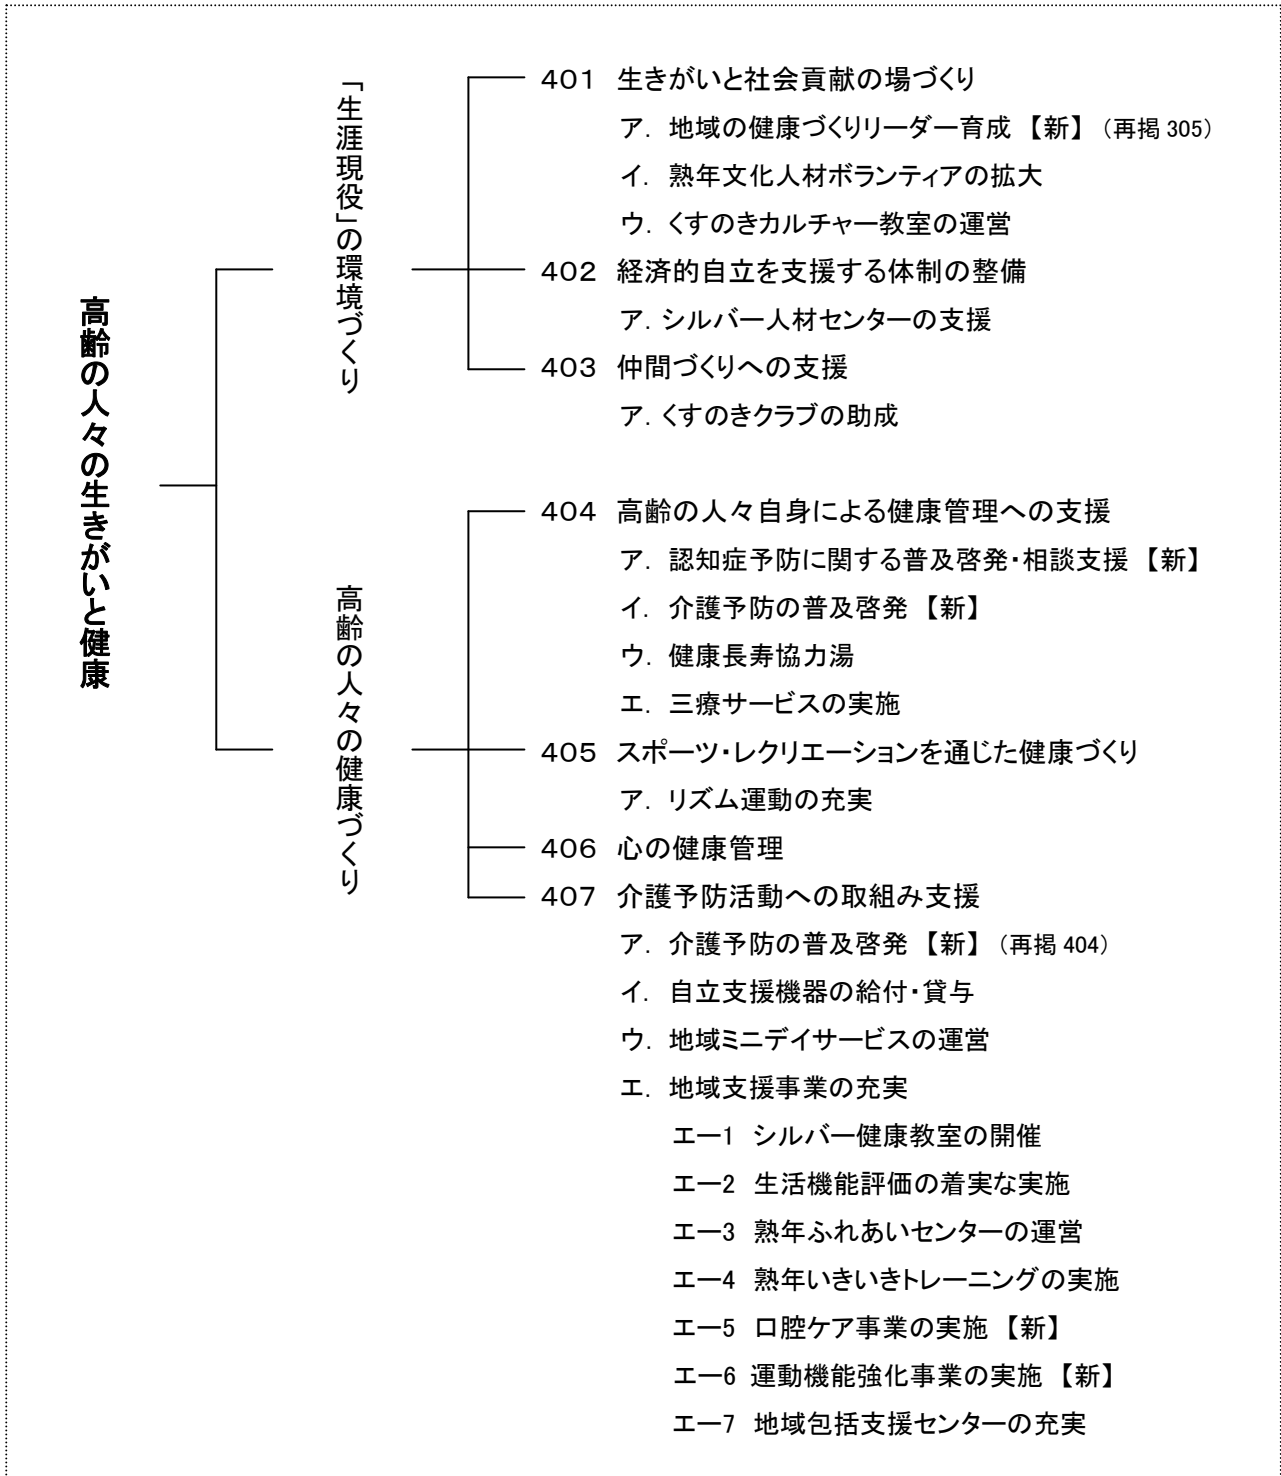 高齢の人々の生きがいと健康
「生涯現役」の環境づくり
401 生きがいと社会貢献の場づくり
ア. 地域の健康づくりリーダー育成 【新】 (再掲 305)
イ. 熟年文化人材ボランティアの拡大
ウ. くすのきカルチャー教室の運営
402 経済的自立を支援する体制の整備
ア. シルバー人材センターの支援
403 仲間づくりへの支援
ア. くすのきクラブの助成
高齢の人々の健康づくり
404 高齢の人々自身による健康管理への支援
ア. 認知症予防に関する普及啓発・相談支援 【新】
イ. 介護予防の普及啓発 【新】
ウ. 健康長寿協力湯
エ. 三療サービスの実施
405 スポーツ・レクリエーションを通じた健康づくり
ア. リズム運動の充実
406 心の健康管理
407 介護予防活動への取組み支援
ア. 介護予防の普及啓発 【新】 (再掲 404)
イ. 自立支援機器の給付・貸与
ウ. 地域ミニデイサービスの運営
エ. 地域支援事業の充実
エー1 シルバー健康教室の開催
エー2 生活機能評価の着実な実施
エー3 熟年ふれあいセンターの運営
エー4 熟年いきいきトレーニングの実施
エー5 口腔ケア事業の実施 【新】
エー6 運動機能強化事業の実施 【新】
エー7 地域包括支援センターの充実